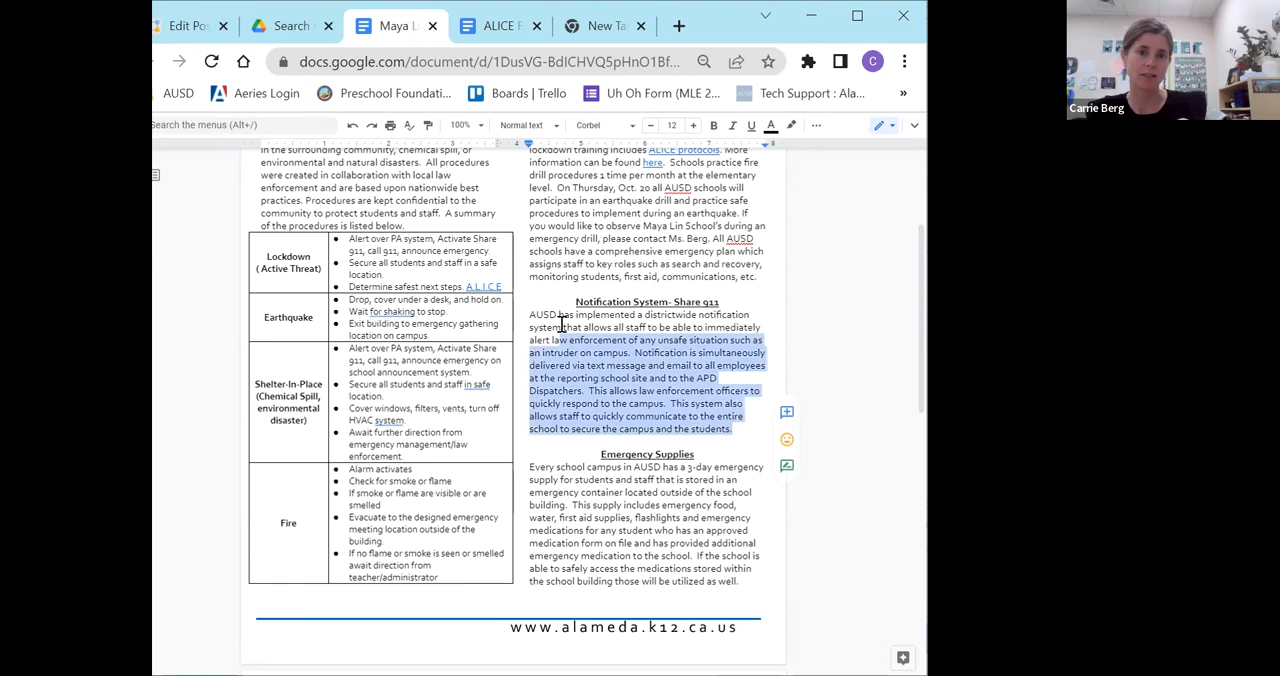 Edit Pos
Search
Maya Li
ALICE F
New Ta
docs.google.com/document/d/1DusVG-BdICHVQ5pHnO1Bf...
C
AUSD
Aeries Login
Preschool Foundati...
Boards | Trello
Uh Oh Form (MLE 2...
Tech Support : Ala...
»
Search the menus (Alt+/)
100%
Normal text
Corbel
12
B I U A
1 2 3 4 5 6 7 8
in the surrounding community, chemical spill, or
environmental and natural disasters. All procedures
were created in collaboration with local law
enforcement and are based upon nationwide best
practices. Procedures are kept confidential to the
community to protect students and staff. A summary
of the procedures is listed below.
Lockdown
( Active Threat)
● Alert over PA system, Activate Share
911, call 911, announce emergency.
● Secure all students and staff in a safe
location.
● Determine safest next steps. A.L.I.C.E
Earthquake
● Drop, cover under a desk, and hold on.
● Wait for shaking to stop.
● Exit building to emergency gathering
location on campus.
Shelter-In-Place
(Chemical Spill,
environmental
disaster)
● Alert over PA system, Activate Share
911, call 911, announce emergency on
school announcement system.
● Secure all students and staff in safe
location.
● Cover windows, filters, vents, turn off
HVAC system.
● Await further direction from
emergency management/law
enforcement.
Fire
● Alarm activates
● Check for smoke or flame
● If smoke or flame are visible or are
smelled
● Evacuate to the designed emergency
meeting location outside of the
building.
● If no flame or smoke is seen or smelled
await direction from
teacher/administrator
lockdown training includes ALICE protocols. More
information can be found here. Schools practice fire
drill procedures 1 time per month at the elementary
level. On Thursday, Oct. 20 all AUSD schools will
participate in an earthquake drill and practice safe
procedures to implement during an earthquake. If
you would like to observe Maya Lin School's during an
emergency drill, please contact Ms. Berg. All AUSD
schools have a comprehensive emergency plan which
assigns staff to key roles such as search and recovery,
monitoring students, first aid, communications, etc.
Notification System- Share 911
AUSD has implemented a districtwide notification
system that allows all staff to be able to immediately
alert law enforcement of any unsafe situation such as
an intruder on campus. Notification is simultaneously
delivered via text message and email to all employees
at the reporting school site and to the APD
Dispatchers. This allows law enforcement officers to
quickly respond to the campus. This system also
allows staff to quickly communicate to the entire
school to secure the campus and the students.
Emergency Supplies
Every school campus in AUSD has a 3-day emergency
supply for students and staff that is stored in an
emergency container located outside of the school
building. This supply includes emergency food,
water, first aid supplies, flashlights and emergency
medications for any student who has an approved
medication form on file and has provided additional
emergency medication to the school. If the school is
able to safely access the medications stored within
the school building those will be utilized as well.
www.alameda.k12.ca.us
Carrie Berg